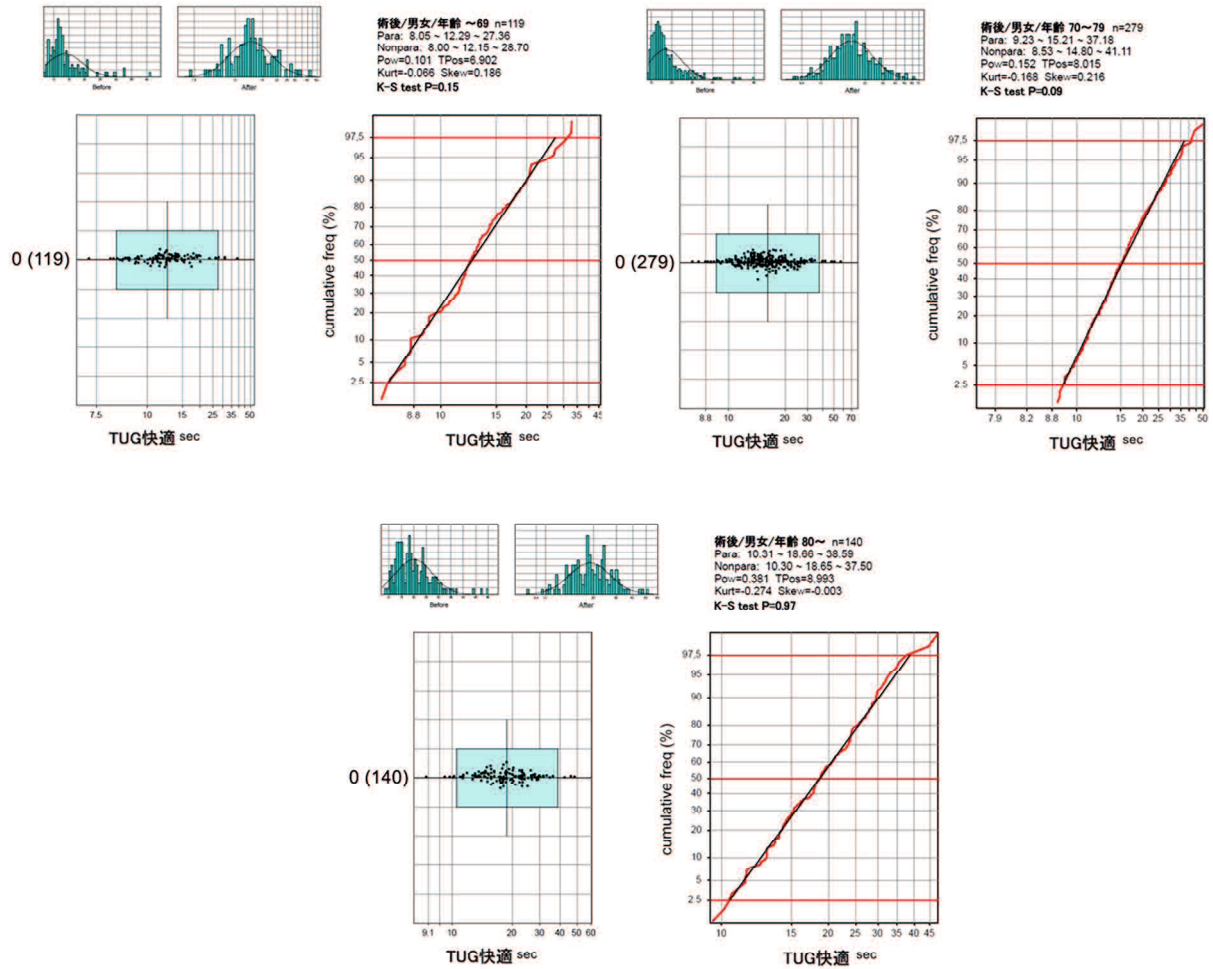 術後/男女/年齢 ~69 n=119
Para: 8.05 ~ 12.29 ~ 27.36
Nonpara: 8.00 ~ 12.15 ~ 28.70
Pow=0.101 TPos=6.902
Kurt=-0.066 Skew=0.186
K-S test P=0.15
Before
After
0 (119)
7.5 10 15 20 25 35 50
TUG快適 sec
cumulative freq (%)
97.5
95
90
80
70
60
50
40
30
20
10
5
2.5
8.8 10 15 20 25 35 45
TUG快適 sec
術後/男女/年齢 70~79 n=279
Para: 9.23 ~ 15.21 ~ 37.18
Nonpara: 8.53 ~ 14.80 ~ 41.11
Pow=0.152 TPos=8.015
Kurt=-0.168 Skew=0.216
K-S test P=0.09
Before
After
0 (279)
8.8 10 20 30 50 70
TUG快適 sec
cumulative freq (%)
97.5
95
90
80
70
60
50
40
30
20
10
5
2.5
7.9 8.2 8.8 10 15 20 25 35 50
TUG快適 sec
術後/男女/年齢 80~ n=140
Para: 10.31 ~ 18.66 ~ 38.59
Nonpara: 10.30 ~ 18.65 ~ 37.50
Pow=0.381 TPos=8.993
Kurt=-0.274 Skew=-0.003
K-S test P=0.97
Before
After
0 (140)
9.1 10 20 30 40 50 60
TUG快適 sec
cumulative freq (%)
97.5
95
90
80
70
60
50
40
30
20
10
5
2.5
10 15 20 25 30 35 45
TUG快適 sec